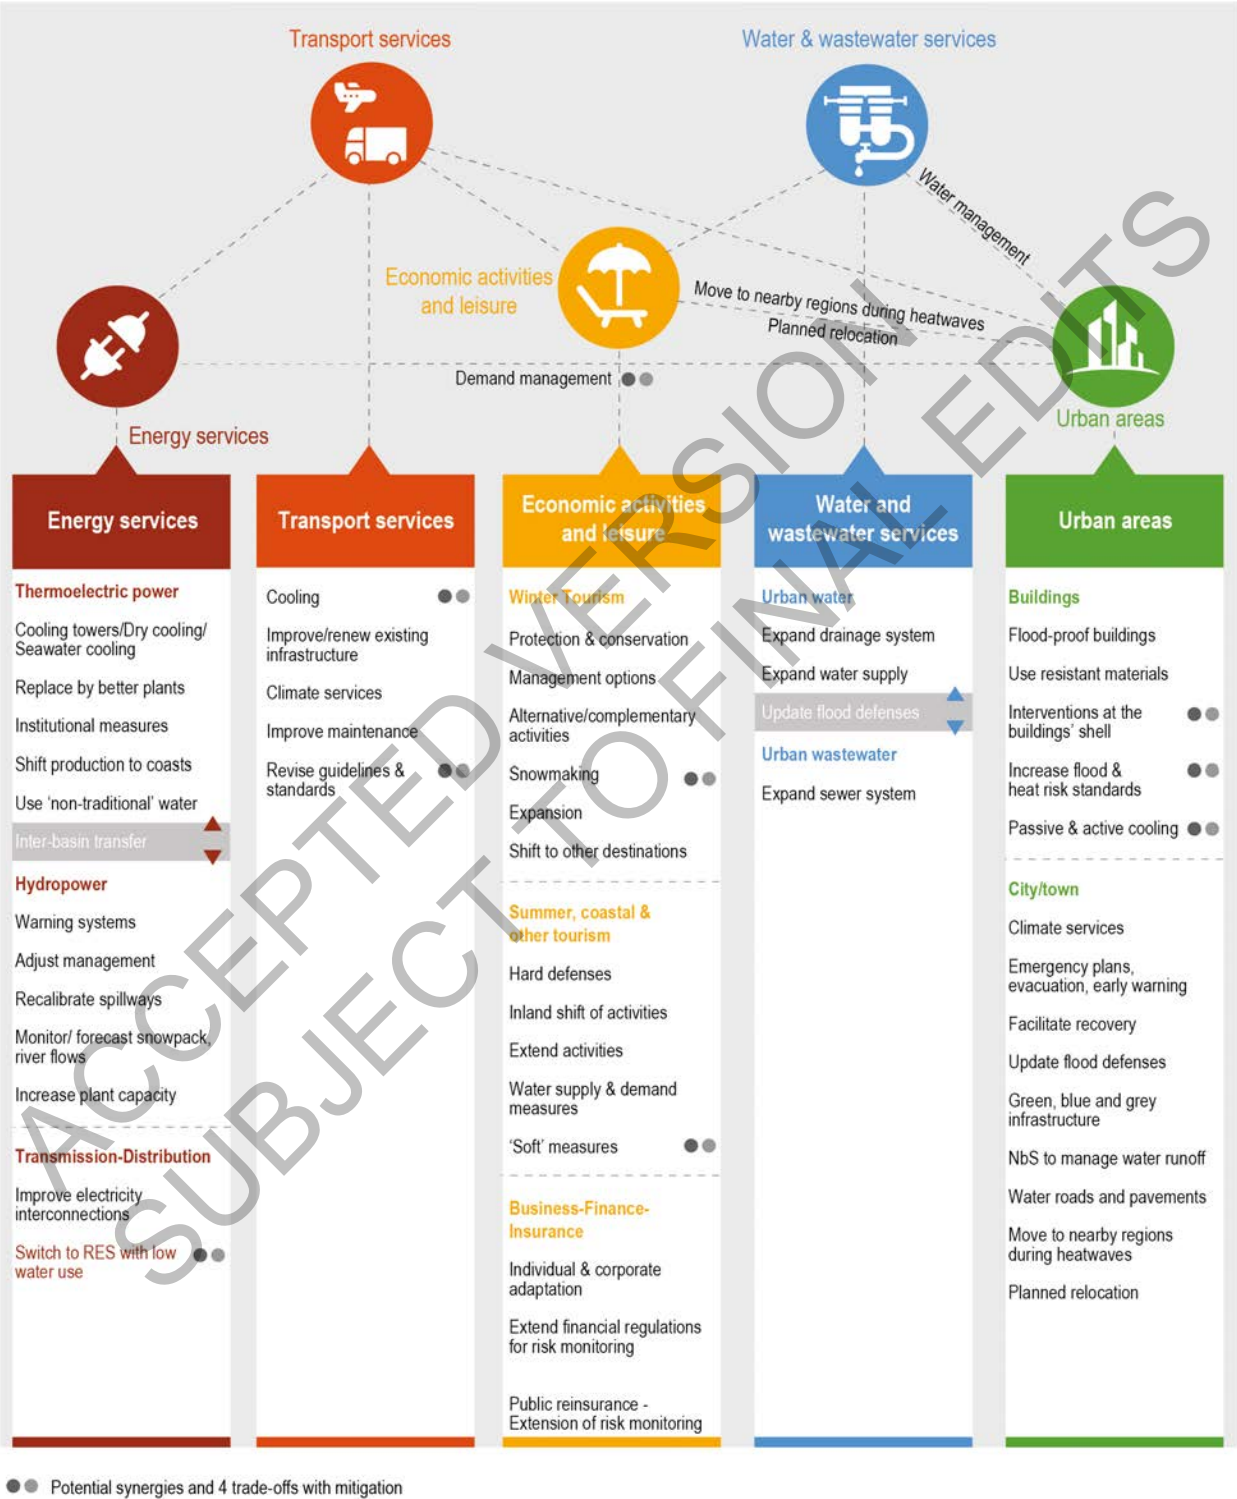 Transport services
Water & wastewater services
Water management
Economic activities
and leisure
Move to nearby regions during heatwaves
Planned relocation
Demand management
Urban areas
Energy services
Energy services
Thermoelectric power
Cooling towers/Dry cooling/
Seawater cooling
Replace by better plants
Institutional measures
Shift production to coasts
Use ‘non-traditional’ water
Inter-basin transfer
Hydropower
Warning systems
Adjust management
Recalibrate spillways
Monitor/ forecast snowpack,
river flows
Increase plant capacity
Transmission-Distribution
Improve electricity
interconnections
Switch to RES with low
water use
Transport services
Cooling
Improve/renew existing
infrastructure
Climate services
Improve maintenance
Revise guidelines &
standards
Economic activities
and leisure
Winter Tourism
Protection & conservation
Management options
Alternative/complementary
activities
Snowmaking
Expansion
Shift to other destinations
Summer, coastal &
other tourism
Hard defenses
Inland shift of activities
Extend activities
Water supply & demand
measures
‘Soft’ measures
Business-Finance-
Insurance
Individual & corporate
adaptation
Extend financial regulations
for risk monitoring
Public reinsurance -
Extension of risk monitoring
Water and
wastewater services
Urban water
Expand drainage system
Expand water supply
Update flood defenses
Urban wastewater
Expand sewer system
Urban areas
Buildings
Flood-proof buildings
Use resistant materials
Interventions at the
buildings’ shell
Increase flood &
heat risk standards
Passive & active cooling
City/town
Climate services
Emergency plans,
evacuation, early warning
Facilitate recovery
Update flood defenses
Green, blue and grey
infrastructure
NbS to manage water runoff
Water roads and pavements
Move to nearby regions
during heatwaves
Planned relocation
Potential synergies and 4 trade-offs with mitigation
ACCEPTED VERSION
SUBJECT TO FINAL EDITS